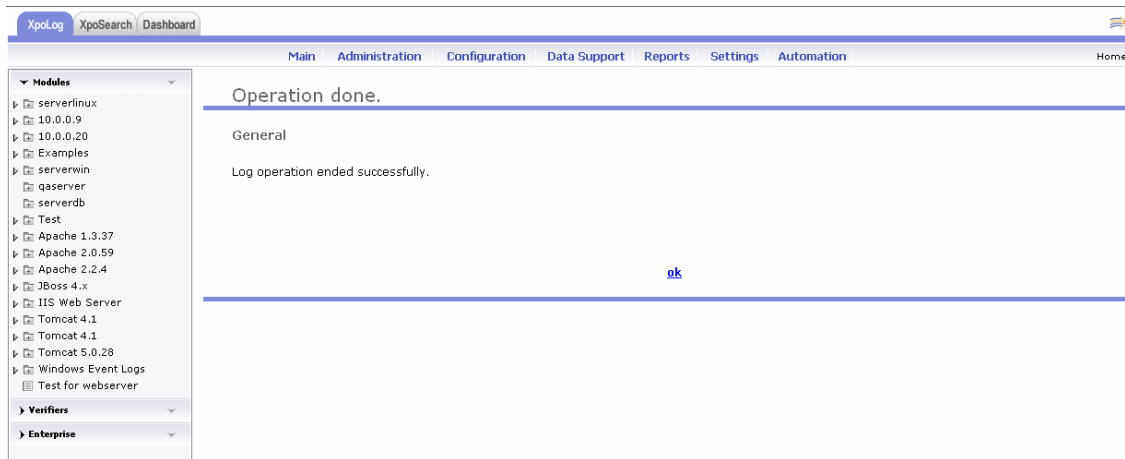 XpoLog XpoSearch Dashboard
Main Administration Configuration Data Support Reports Settings Automation Home
Modules
serverlinux
10.0.0.9
10.0.0.20
Examples
serverwin
qaserver
serverdb
Test
Apache 1.3.37
Apache 2.0.59
Apache 2.2.4
JBoss 4.x
IIS Web Server
Tomcat 4.1
Tomcat 4.1
Tomcat 5.0.28
Windows Event Logs
Test for webserver
Verifiers
Enterprise
Operation done.
General
Log operation ended successfully.
ok